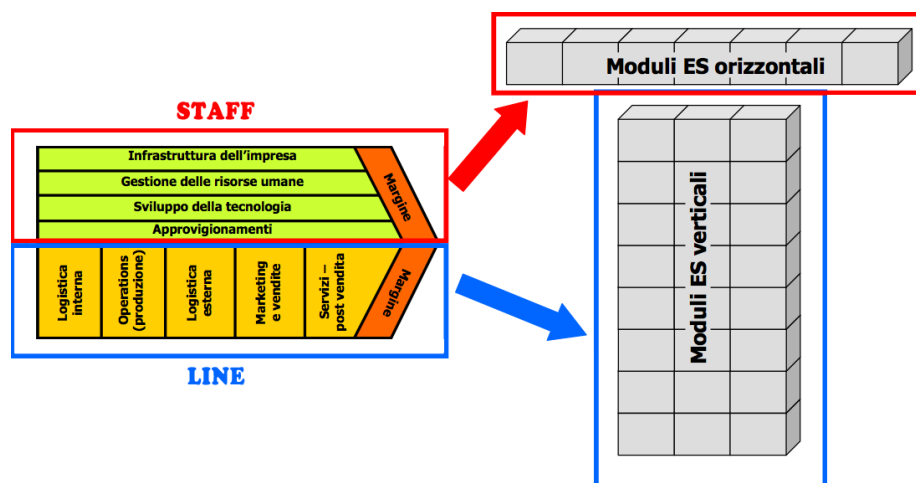 Moduli ES orizzontali
STAFF
Infrastruttura dell'impresa
Gestione delle risorse umane
Sviluppo della tecnologia
Approvigionamenti
Margine
Logistica
interna
Operations
(produzione)
Logistica
esterna
Marketing
e vendite
Servizi –
post vendita
Margine
LINE
Moduli ES verticali